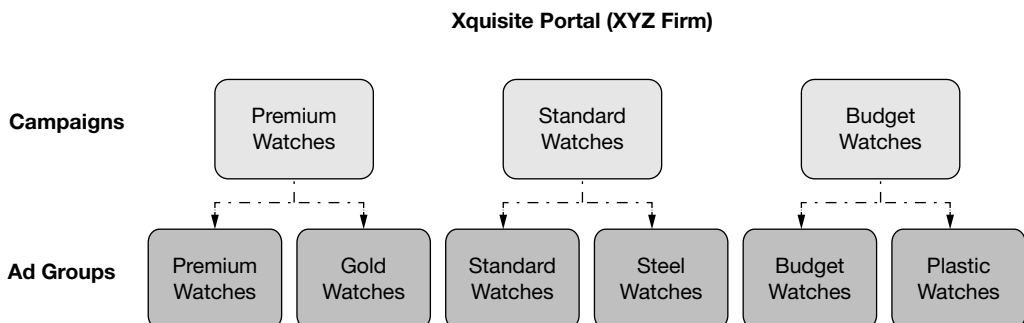 Xquisite Portal (XYZ Firm)
Campaigns
Premium
Watches
Standard
Watches
Budget
Watches
Ad Groups
Premium
Watches
Gold
Watches
Standard
Watches
Steel
Watches
Budget
Watches
Plastic
Watches